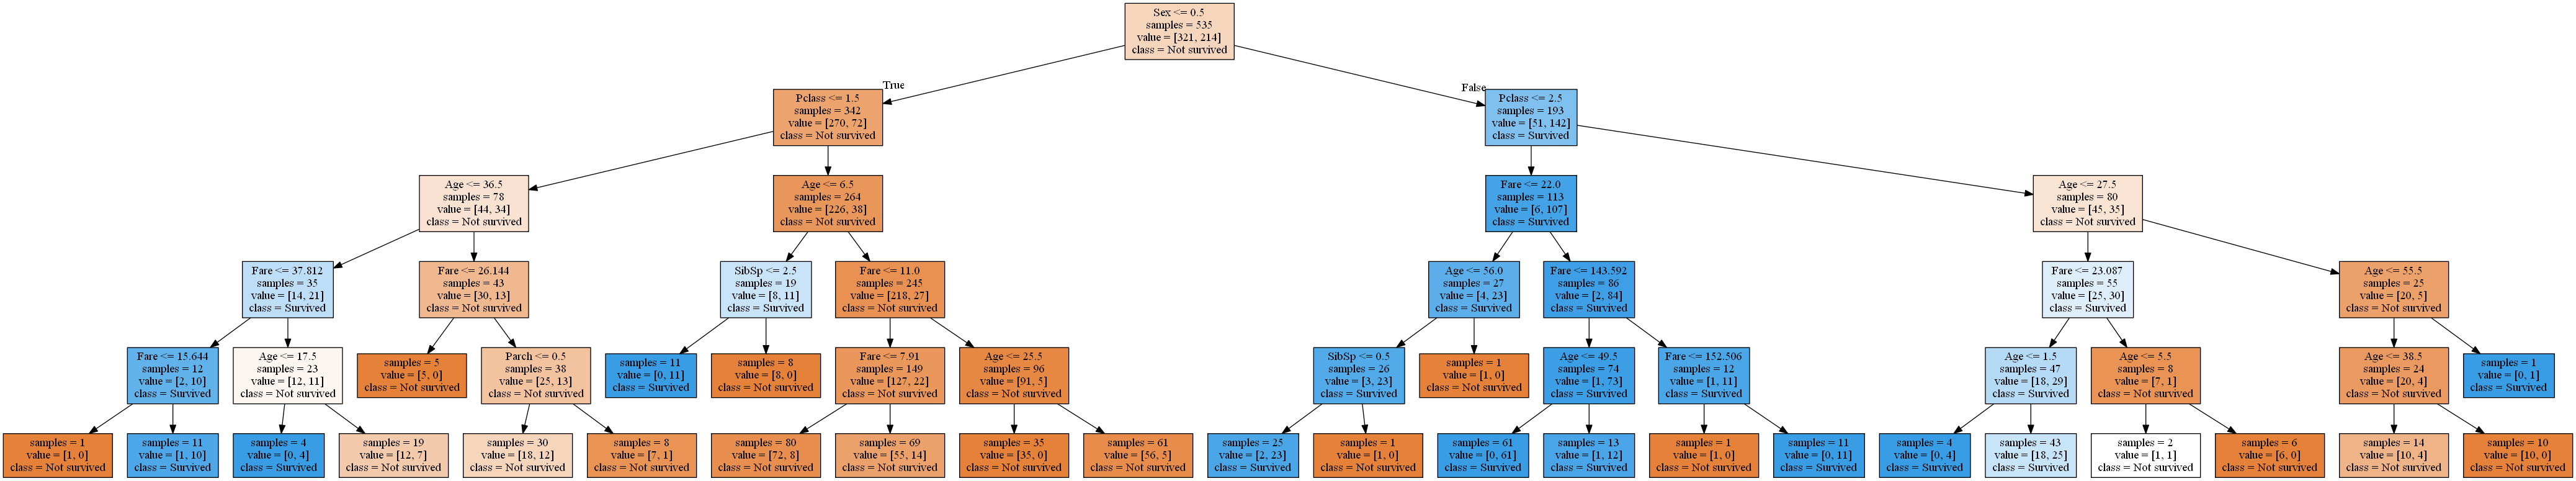 Sex <= 0.5
samples = 535
value = [321, 214]
class = Not survived
True
False
Pclass <= 1.5
samples = 342
value = [270, 72]
class = Not survived
Pclass <= 2.5
samples = 193
value = [51, 142]
class = Survived
Age <= 36.5
samples = 78
value = [44, 34]
class = Not survived
Age <= 6.5
samples = 264
value = [226, 38]
class = Not survived
Fare <= 22.0
samples = 113
value = [6, 107]
class = Survived
Age <= 27.5
samples = 80
value = [45, 35]
class = Not survived
Fare <= 37.812
samples = 35
value = [14, 21]
class = Survived
Fare <= 26.144
samples = 43
value = [30, 13]
class = Not survived
SibSp <= 2.5
samples = 19
value = [8, 11]
class = Survived
Fare <= 11.0
samples = 245
value = [218, 27]
class = Not survived
Age <= 56.0
samples = 27
value = [4, 23]
class = Survived
Fare <= 143.592
samples = 86
value = [2, 84]
class = Survived
Fare <= 23.087
samples = 55
value = [25, 30]
class = Survived
Age <= 55.5
samples = 25
value = [20, 5]
class = Not survived
Fare <= 15.644
samples = 12
value = [2, 10]
class = Survived
Age <= 17.5
samples = 23
value = [12, 11]
class = Not survived
samples = 5
value = [5, 0]
class = Not survived
Parch <= 0.5
samples = 38
value = [25, 13]
class = Not survived
samples = 11
value = [0, 11]
class = Survived
samples = 8
value = [8, 0]
class = Not survived
Fare <= 7.91
samples = 149
value = [127, 22]
class = Not survived
Age <= 25.5
samples = 96
value = [91, 5]
class = Not survived
SibSp <= 0.5
samples = 26
value = [3, 23]
class = Survived
samples = 1
value = [1, 0]
class = Not survived
Age <= 49.5
samples = 74
value = [1, 73]
class = Survived
Fare <= 152.506
samples = 12
value = [1, 11]
class = Survived
Age <= 1.5
samples = 47
value = [18, 29]
class = Survived
Age <= 5.5
samples = 8
value = [7, 1]
class = Not survived
Age <= 38.5
samples = 24
value = [20, 4]
class = Not survived
samples = 1
value = [0, 1]
class = Survived
samples = 1
value = [1, 0]
class = Not survived
samples = 11
value = [1, 10]
class = Survived
samples = 4
value = [0, 4]
class = Survived
samples = 19
value = [12, 7]
class = Not survived
samples = 30
value = [18, 12]
class = Not survived
samples = 8
value = [7, 1]
class = Not survived
samples = 80
value = [72, 8]
class = Not survived
samples = 69
value = [55, 14]
class = Not survived
samples = 35
value = [35, 0]
class = Not survived
samples = 61
value = [56, 5]
class = Not survived
samples = 25
value = [2, 23]
class = Survived
samples = 1
value = [1, 0]
class = Not survived
samples = 61
value = [0, 61]
class = Survived
samples = 13
value = [1, 12]
class = Survived
samples = 1
value = [1, 0]
class = Not survived
samples = 11
value = [0, 11]
class = Survived
samples = 4
value = [0, 4]
class = Survived
samples = 43
value = [18, 25]
class = Survived
samples = 2
value = [1, 1]
class = Not survived
samples = 6
value = [6, 0]
class = Not survived
samples = 14
value = [10, 4]
class = Not survived
samples = 10
value = [10, 0]
class = Not survived